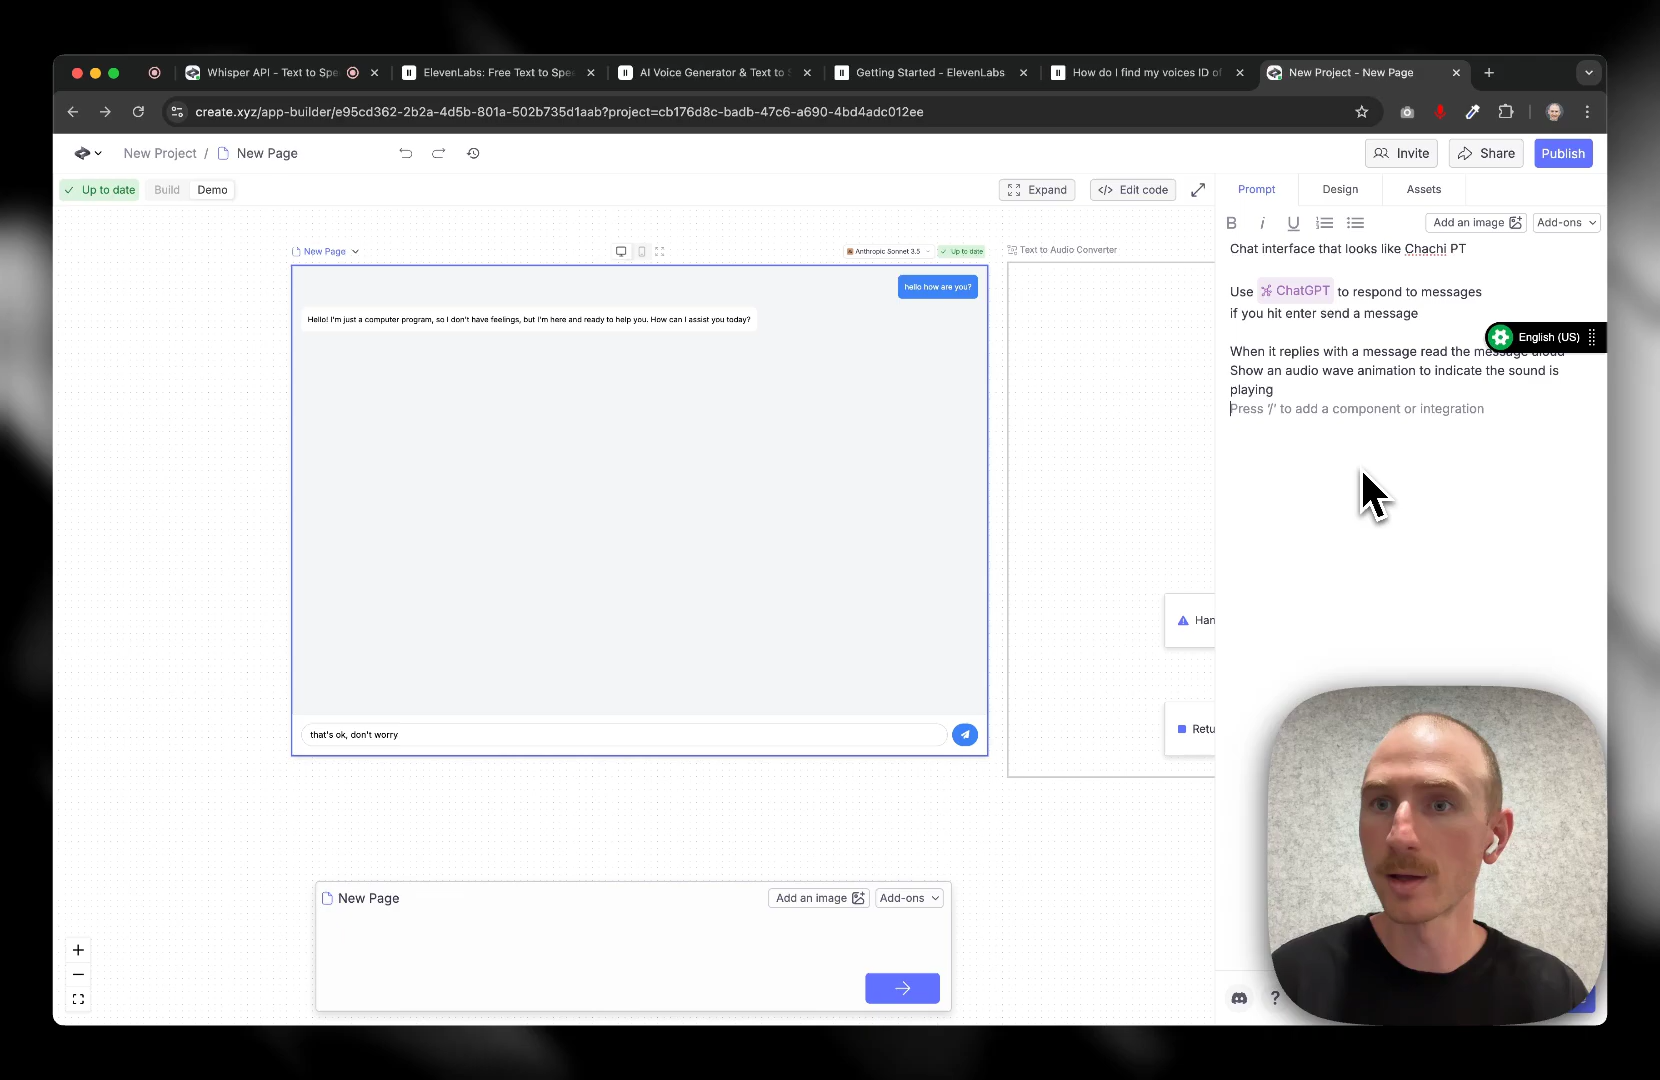 Whisper API - Text to Spe
ElevenLabs: Free Text to Spe
AI Voice Generator & Text to S
Getting Started - ElevenLabs
How do I find my voices ID of
New Project - New Page
create.xyz/app-builder/e95cd362-2b2a-4d5b-801a-502b735d1aab?project=cb176d8c-badb-47c6-a690-4bd4adc012ee
New Project / New Page
Invite
Share
Publish
Up to date
Build
Demo
Expand
</> Edit code
Prompt
Design
Assets
B i U
Add an image
Add-ons
New Page
Anthropic Sonnet 3.5
Up to date
Text to Audio Converter
hello how are you?
Hello! I'm just a computer program, so I don't have feelings, but I'm here and ready to help you. How can I assist you today?
that's ok, don't worry
Chat interface that looks like Chachi PT
Use ChatGPT to respond to messages
if you hit enter send a message
English (US)
When it replies with a message read the message aloud
Show an audio wave animation to indicate the sound is
playing
Press '/' to add a component or integration
Han
Retu
New Page
Add an image
Add-ons
?